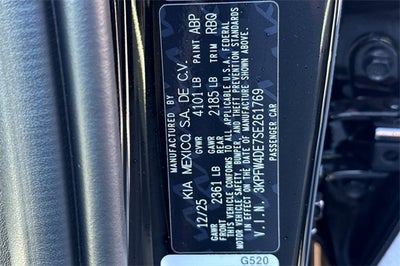 MANUFACTURED BY
KIA MEXICO, S.A. DE C.V.
12/25 GVWR 4101 LB PAINT ABP
GAWR FRONT 2361 LB GAWR REAR 2185 LB TRIM RBQ
THIS VEHICLE CONFORMS TO ALL APPLICABLE U.S.A. FEDERAL
MOTOR VEHICLE SAFETY, BUMPER, AND THEFT PREVENTION STANDARDS
IN EFFECT ON THE DATE OF MANUFACTURE SHOWN ABOVE.
V.I.N. 3KPFW4DE7SE261769
PASSENGER CAR
G520